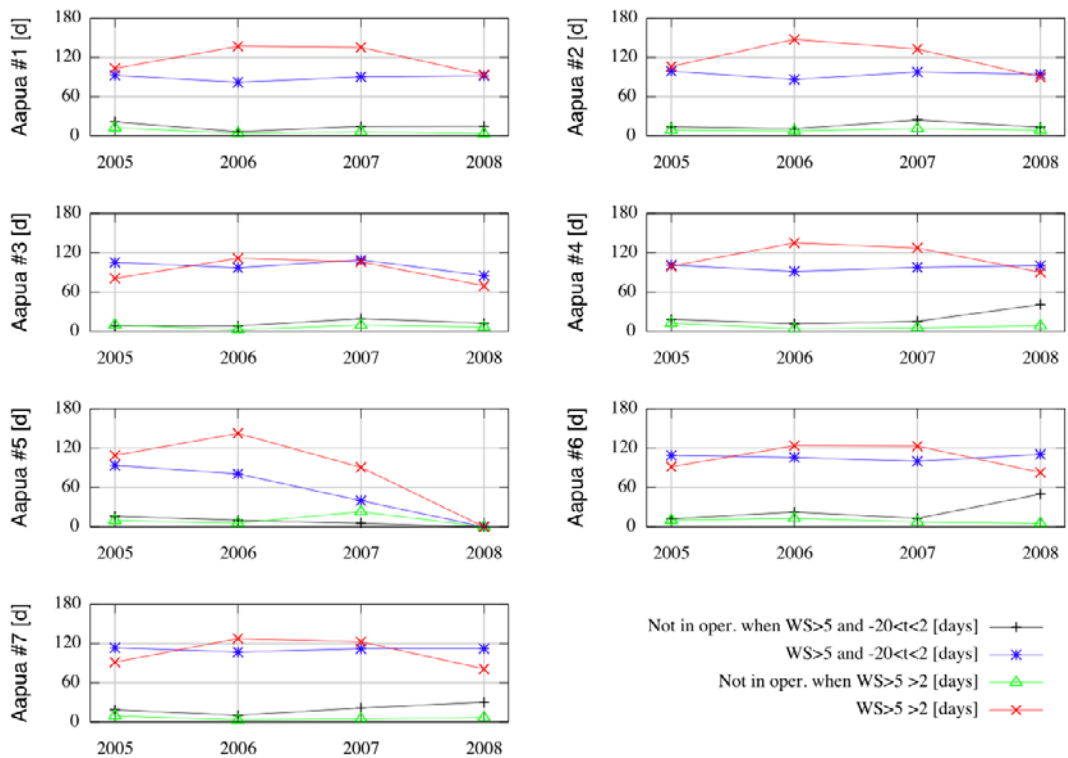 Aapua #1 [d]
180
120
60
0
2005 2006 2007 2008
Aapua #2 [d]
180
120
60
0
2005 2006 2007 2008
Aapua #3 [d]
180
120
60
0
2005 2006 2007 2008
Aapua #4 [d]
180
120
60
0
2005 2006 2007 2008
Aapua #5 [d]
180
120
60
0
2005 2006 2007 2008
Aapua #6 [d]
180
120
60
0
2005 2006 2007 2008
Aapua #7 [d]
180
120
60
0
2005 2006 2007 2008
Not in oper. when WS>5 and -20<t<2 [days]
WS>5 and -20<t<2 [days]
Not in oper. when WS>5 >2 [days]
WS>5 >2 [days]